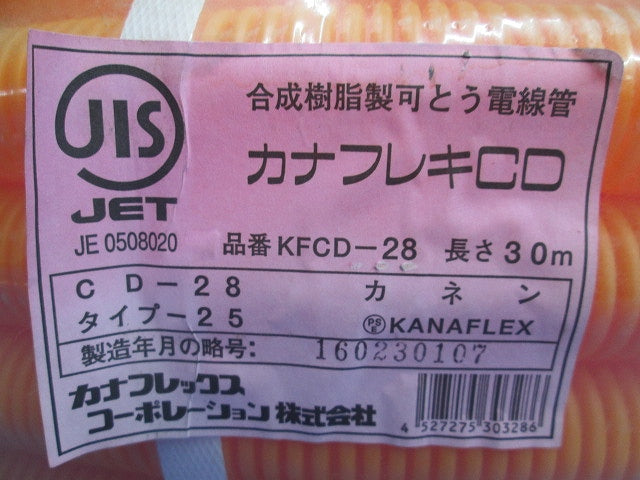 JIS
JET
JE 0508020
合成樹脂製可とう電線管
カナフレキCD
品番 KFCD-28 長さ 30m
CD-28 カネン
タイプ-25 PSE KANAFLEX
製造年月の略号: 160230107
カナフレックス
コーポレーション株式会社
4 527275 303286